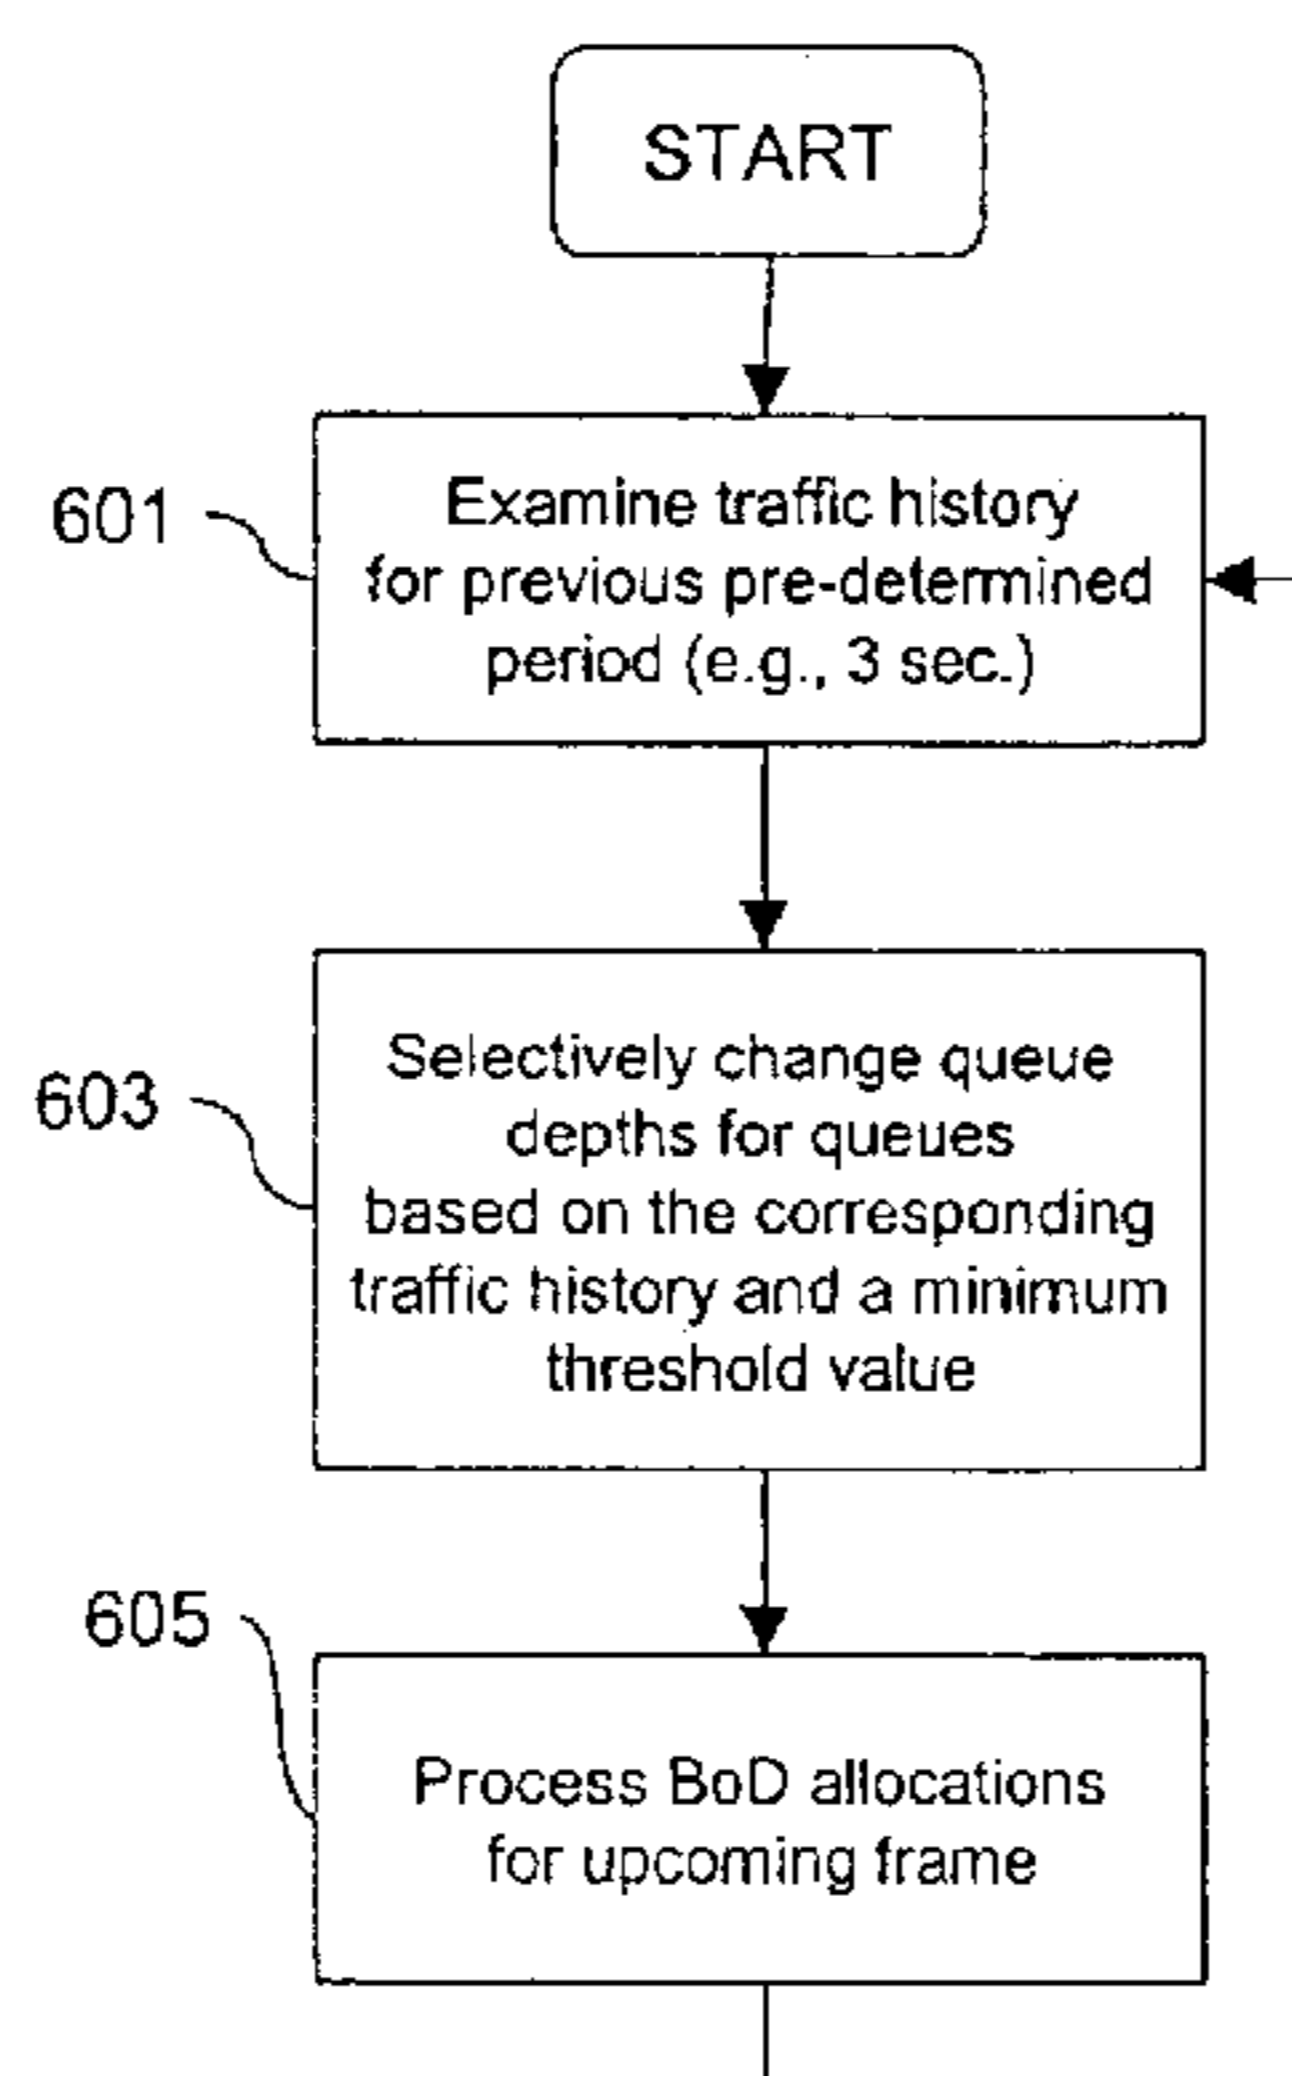 START
601
Examine traffic history
for previous pre-determined
period (e.g., 3 sec.)
603
Selectively change queue
depths for queues
based on the corresponding
traffic history and a minimum
threshold value
605
Process BoD allocations
for upcoming frame